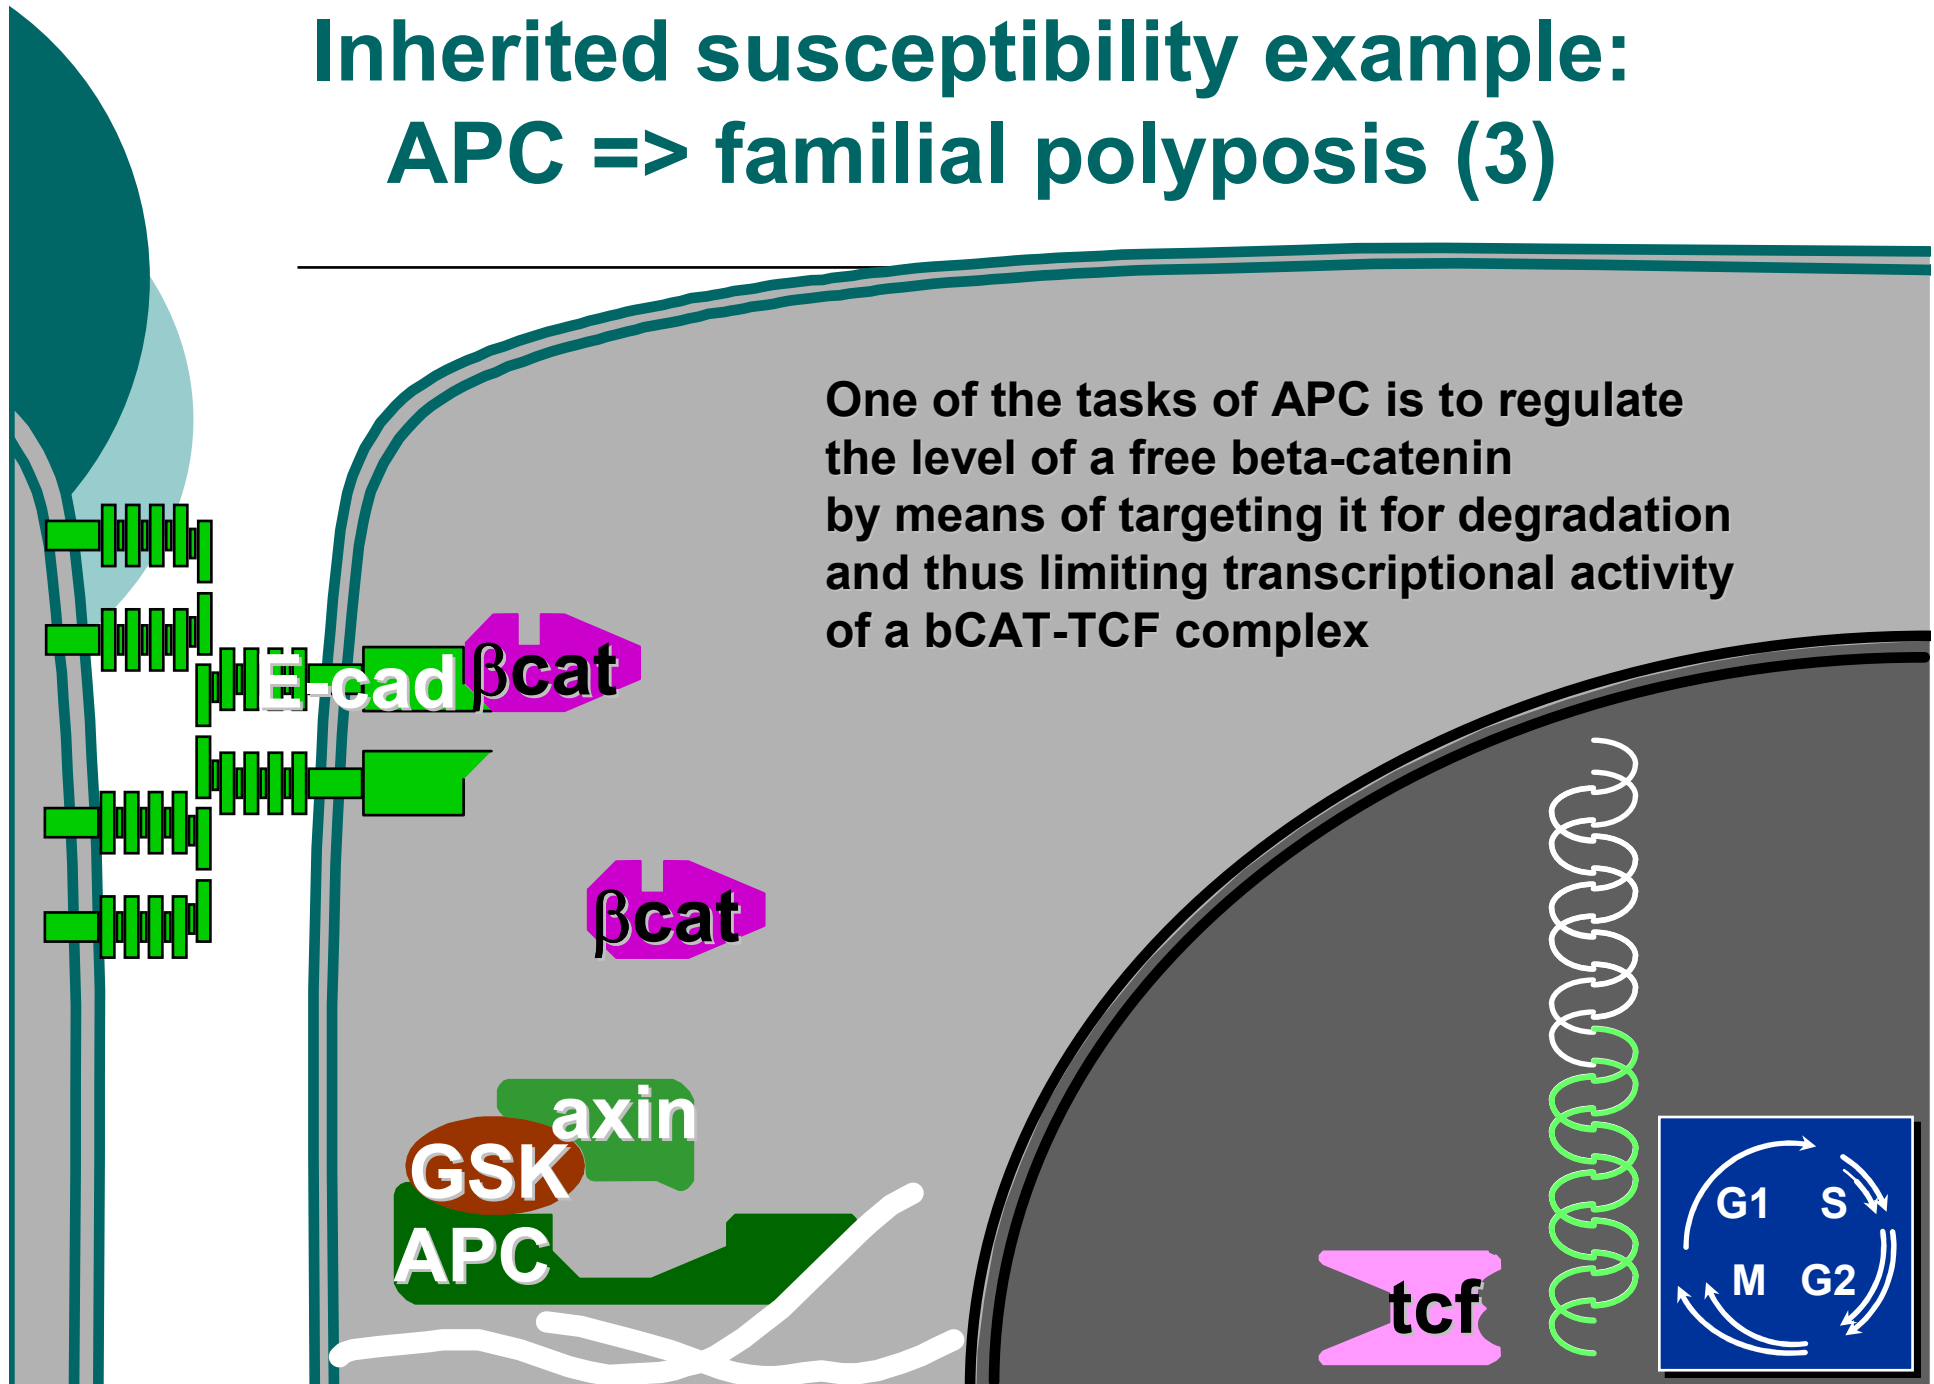 Inherited susceptibility example:
APC => familial polyposis (3)
One of the tasks of APC is to regulate
the level of a free beta-catenin
by means of targeting it for degradation
and thus limiting transcriptional activity
of a bCAT-TCF complex
E-cad
βcat
βcat
axin
GSK
APC
tcf
G1 S
M G2